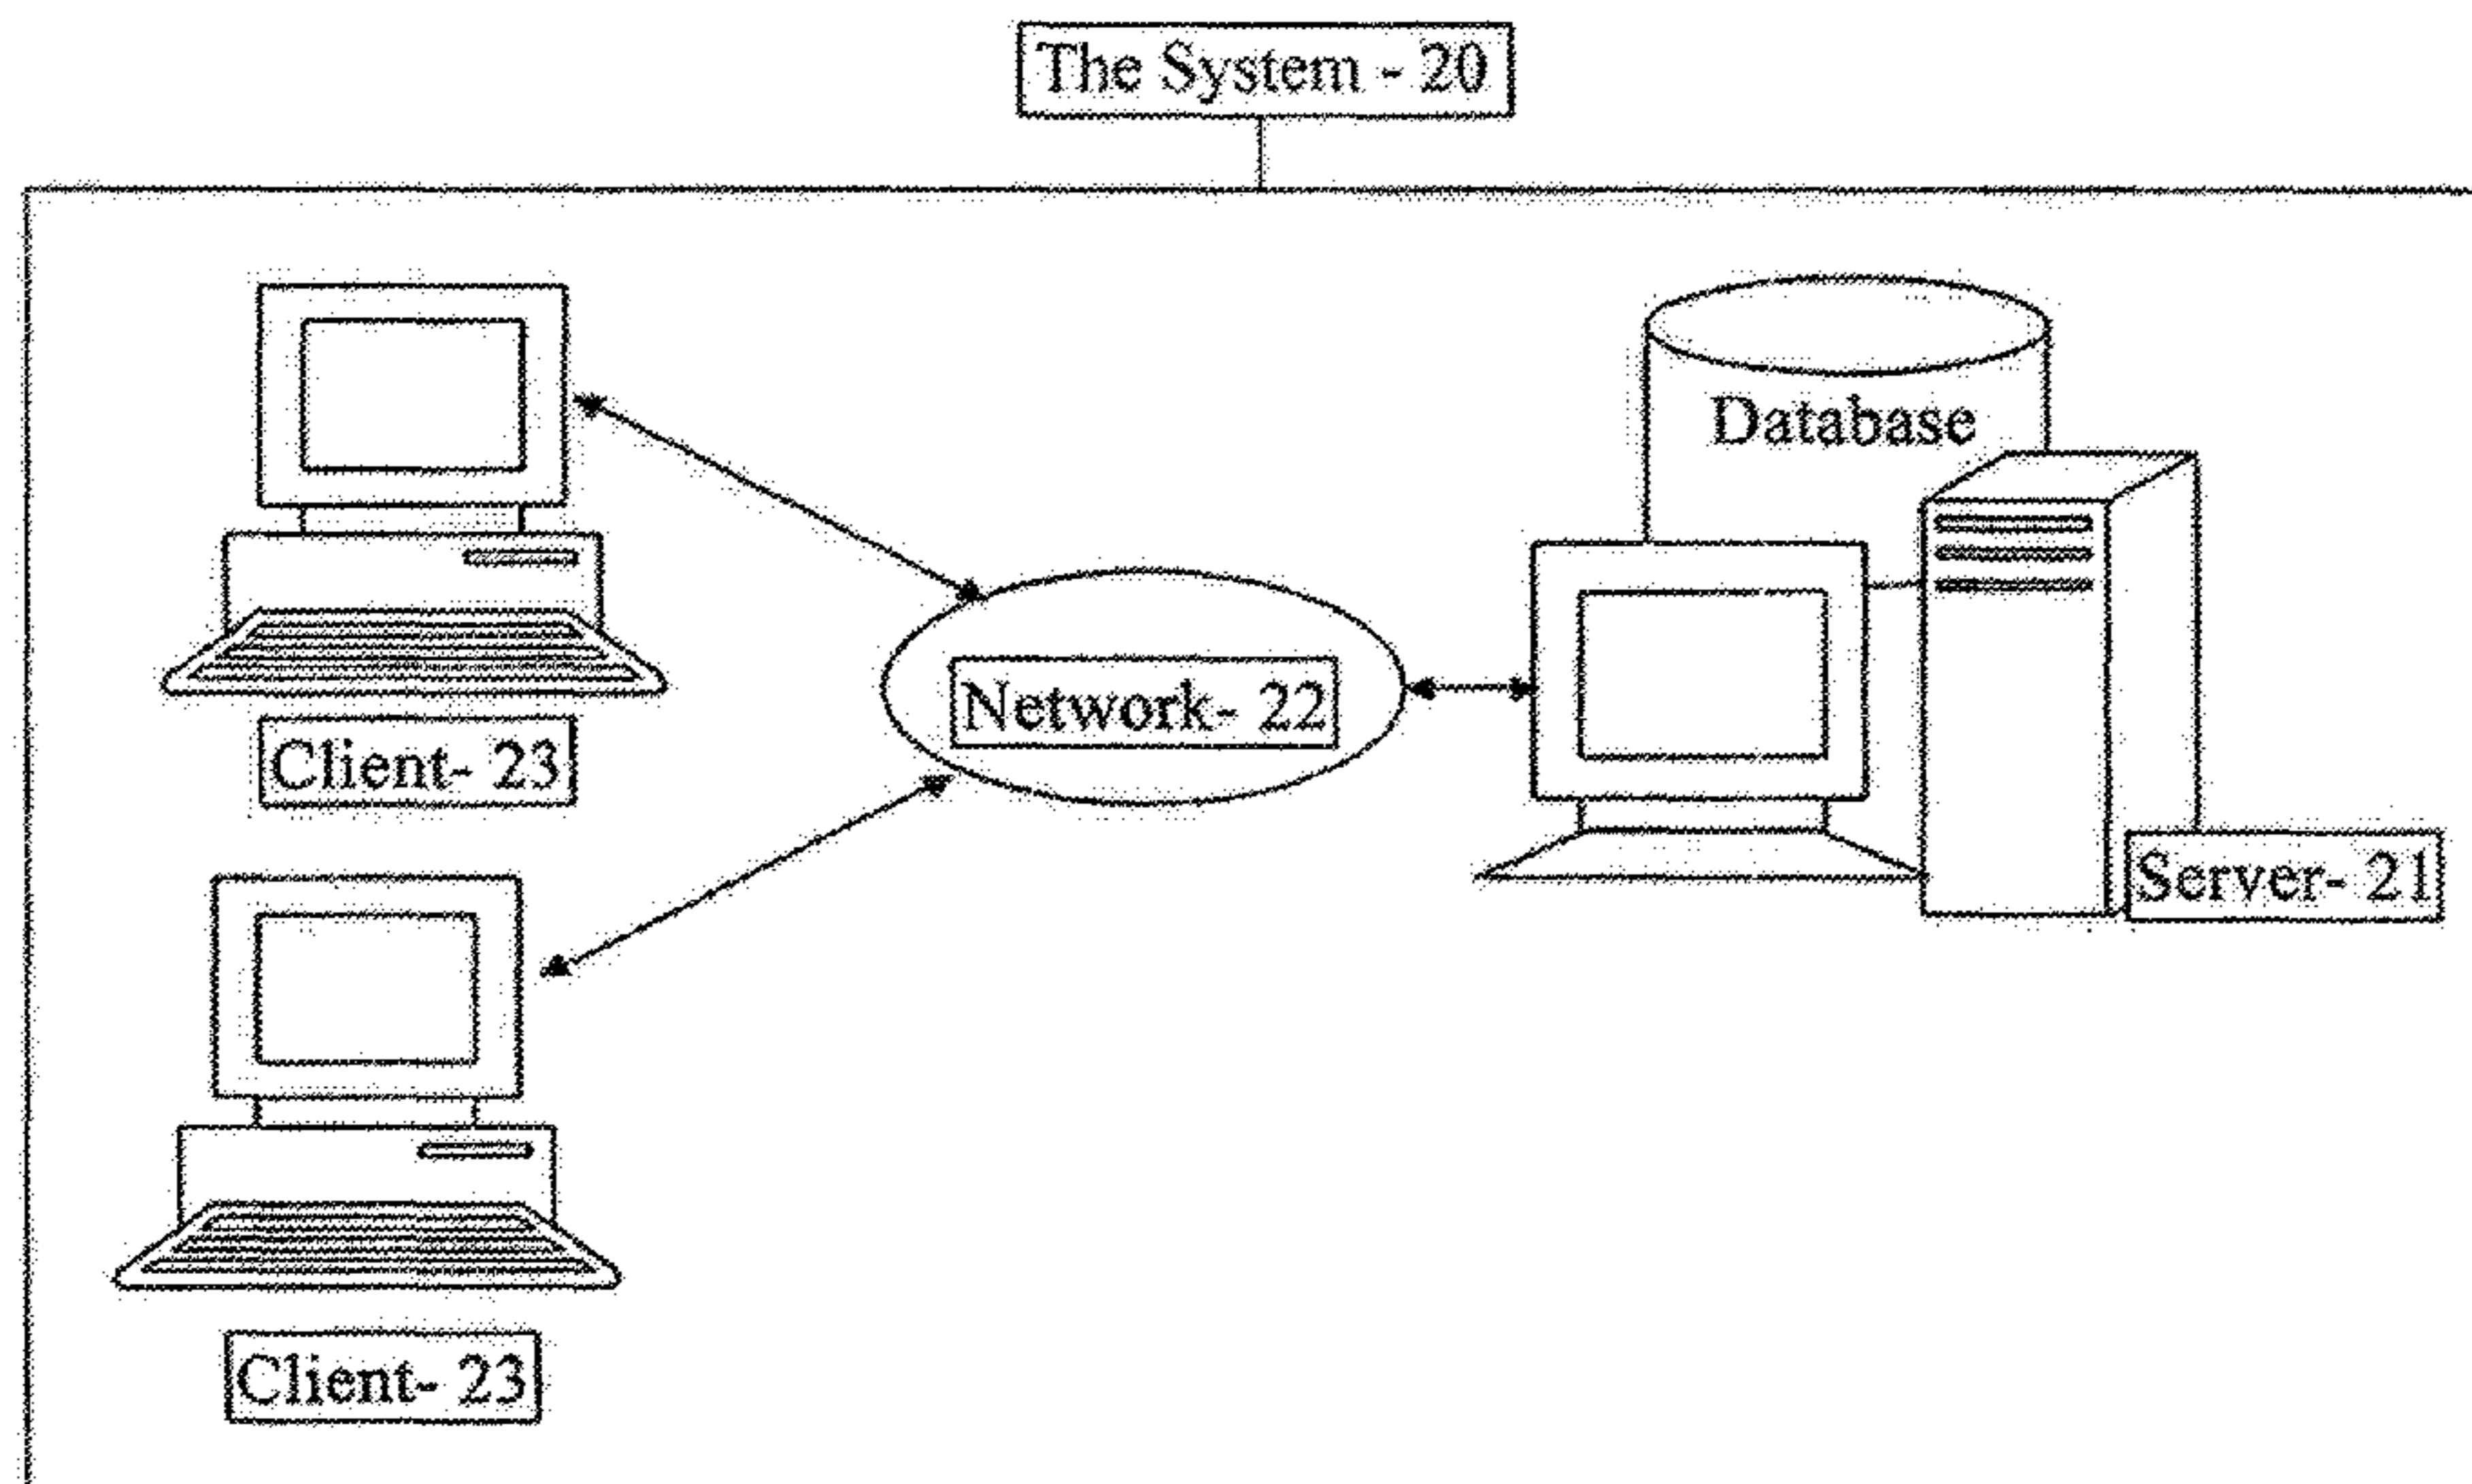 The System - 20
Database
Network- 22
Client- 23
Server- 21
Client- 23